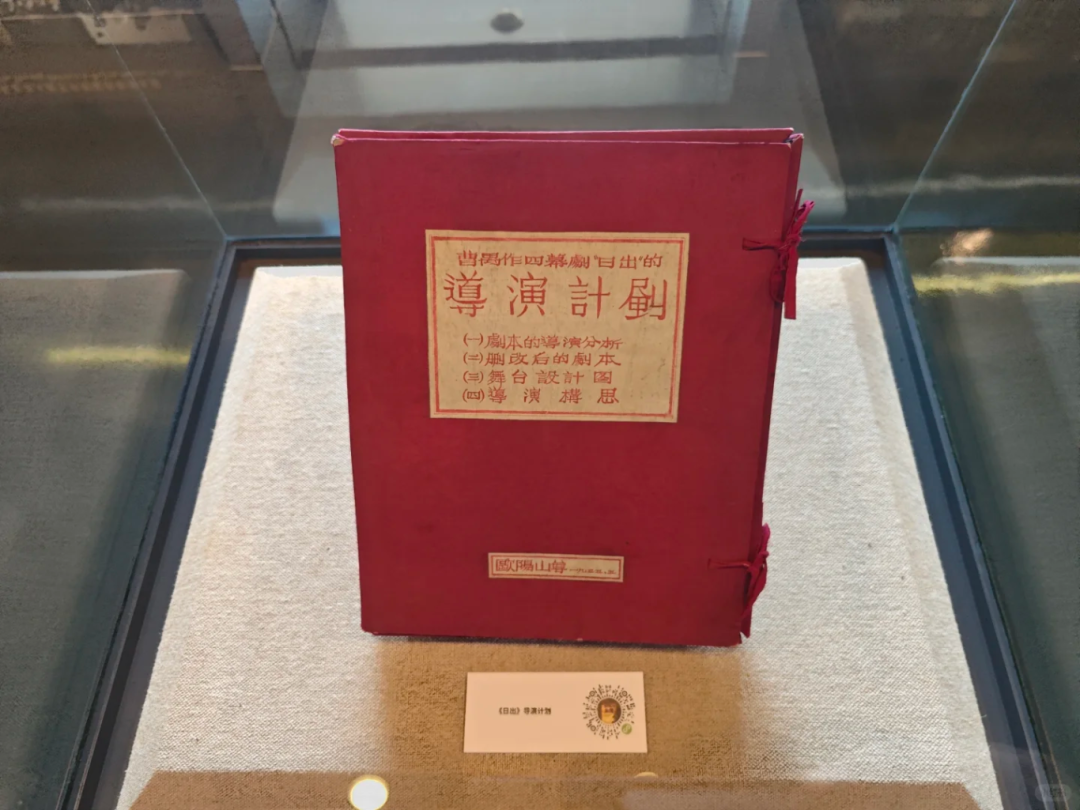 曹禺作四幕劇"日出"的
導演計劃
(一)劇本的導演分析
(二)删改后的劇本
(三)舞台設計圖
(四)導演構思
歐陽山尊
《日出》导演计划